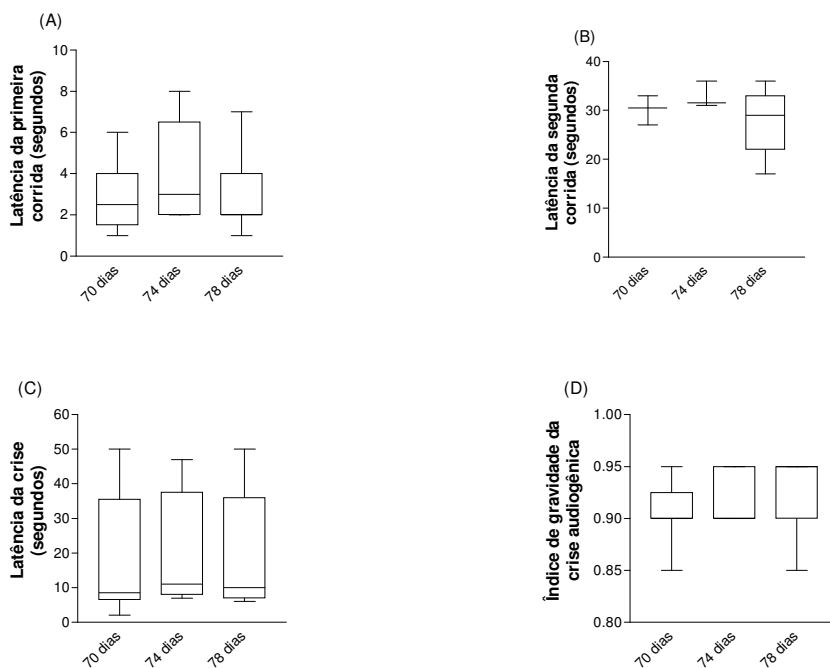 (A)
Latência da primeira
corrida (segundos)
10
8
6
4
2
0
70 dias
74 dias
78 dias
(B)
Latência da segunda
corrida (segundos)
40
30
20
10
0
70 dias
74 dias
78 dias
(C)
Latência da crise
(segundos)
60
50
40
30
20
10
0
70 dias
74 dias
78 dias
(D)
Índice de gravidade da
crise audiogênica
1.00
0.95
0.90
0.85
0.80
70 dias
74 dias
78 dias